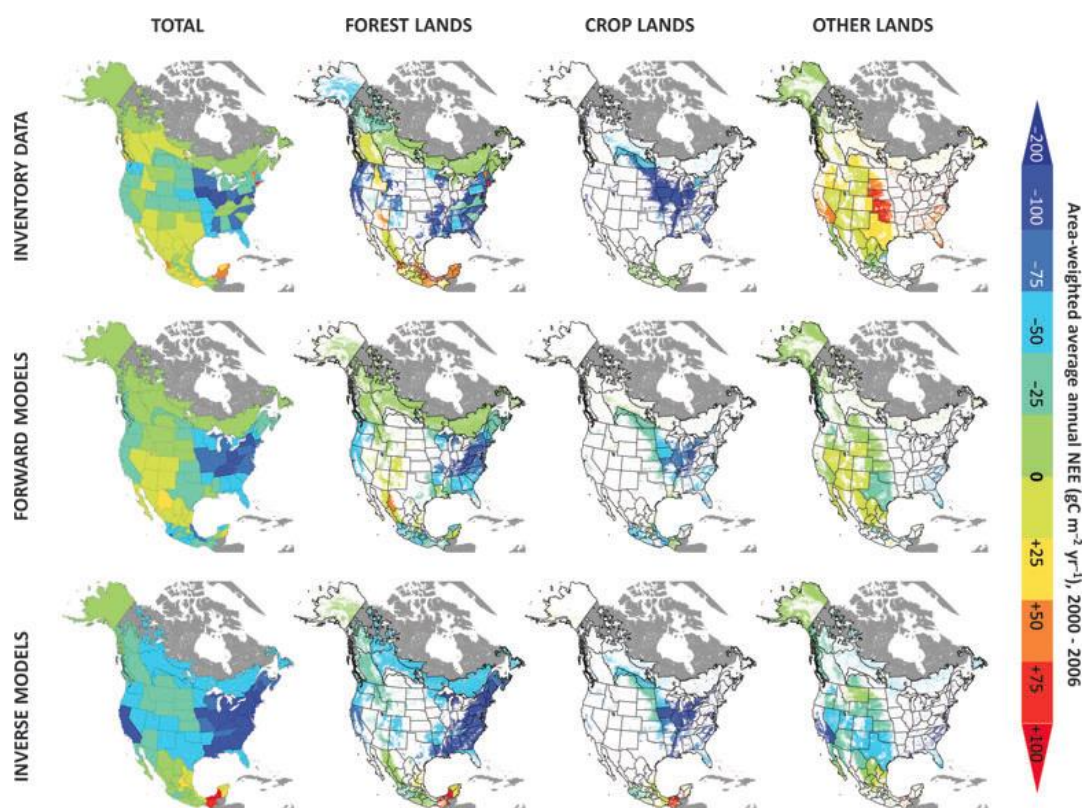 TOTAL
FOREST LANDS
CROP LANDS
OTHER LANDS
INVENTORY DATA
FORWARD MODELS
INVERSE MODELS
−200
−100
−75
−50
−25
0
+25
+50
+75
+100
Area-weighted average annual NEE (gC m⁻² yr⁻¹), 2000 - 2006